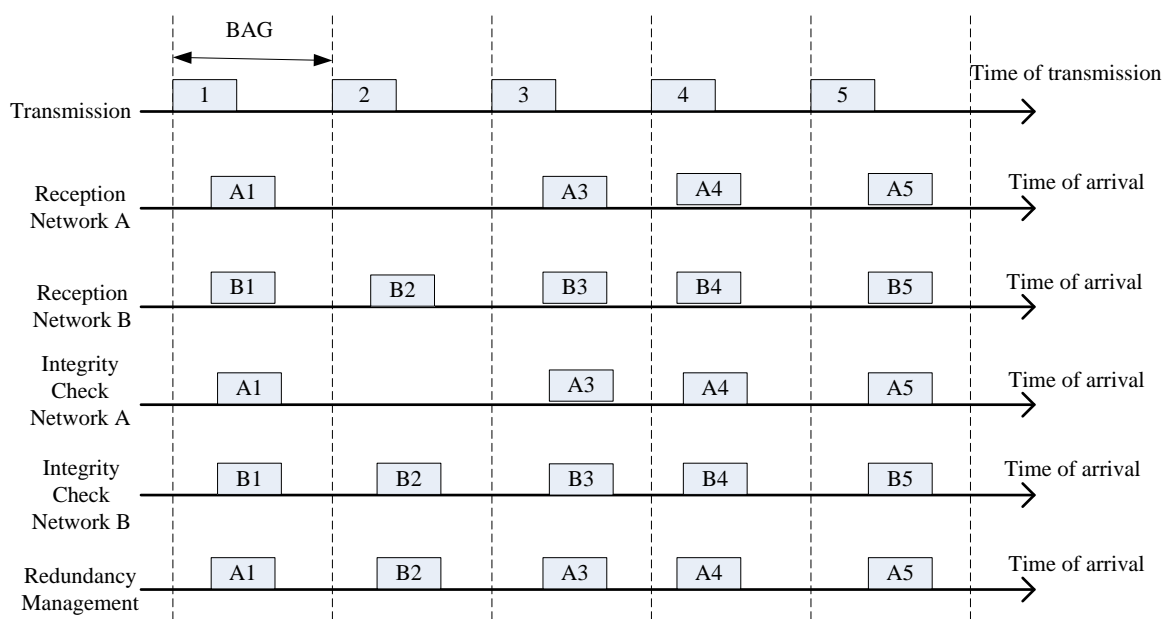 BAG
Time of transmission
1
2
3
4
5
Transmission
A1
A3
A4
A5
Time of arrival
Reception
Network A
B1
B2
B3
B4
B5
Time of arrival
Reception
Network B
Integrity
Check
Network A
A1
A3
A4
A5
Time of arrival
Integrity
Check
Network B
B1
B2
B3
B4
B5
Time of arrival
Redundancy
Management
A1
B2
A3
A4
A5
Time of arrival